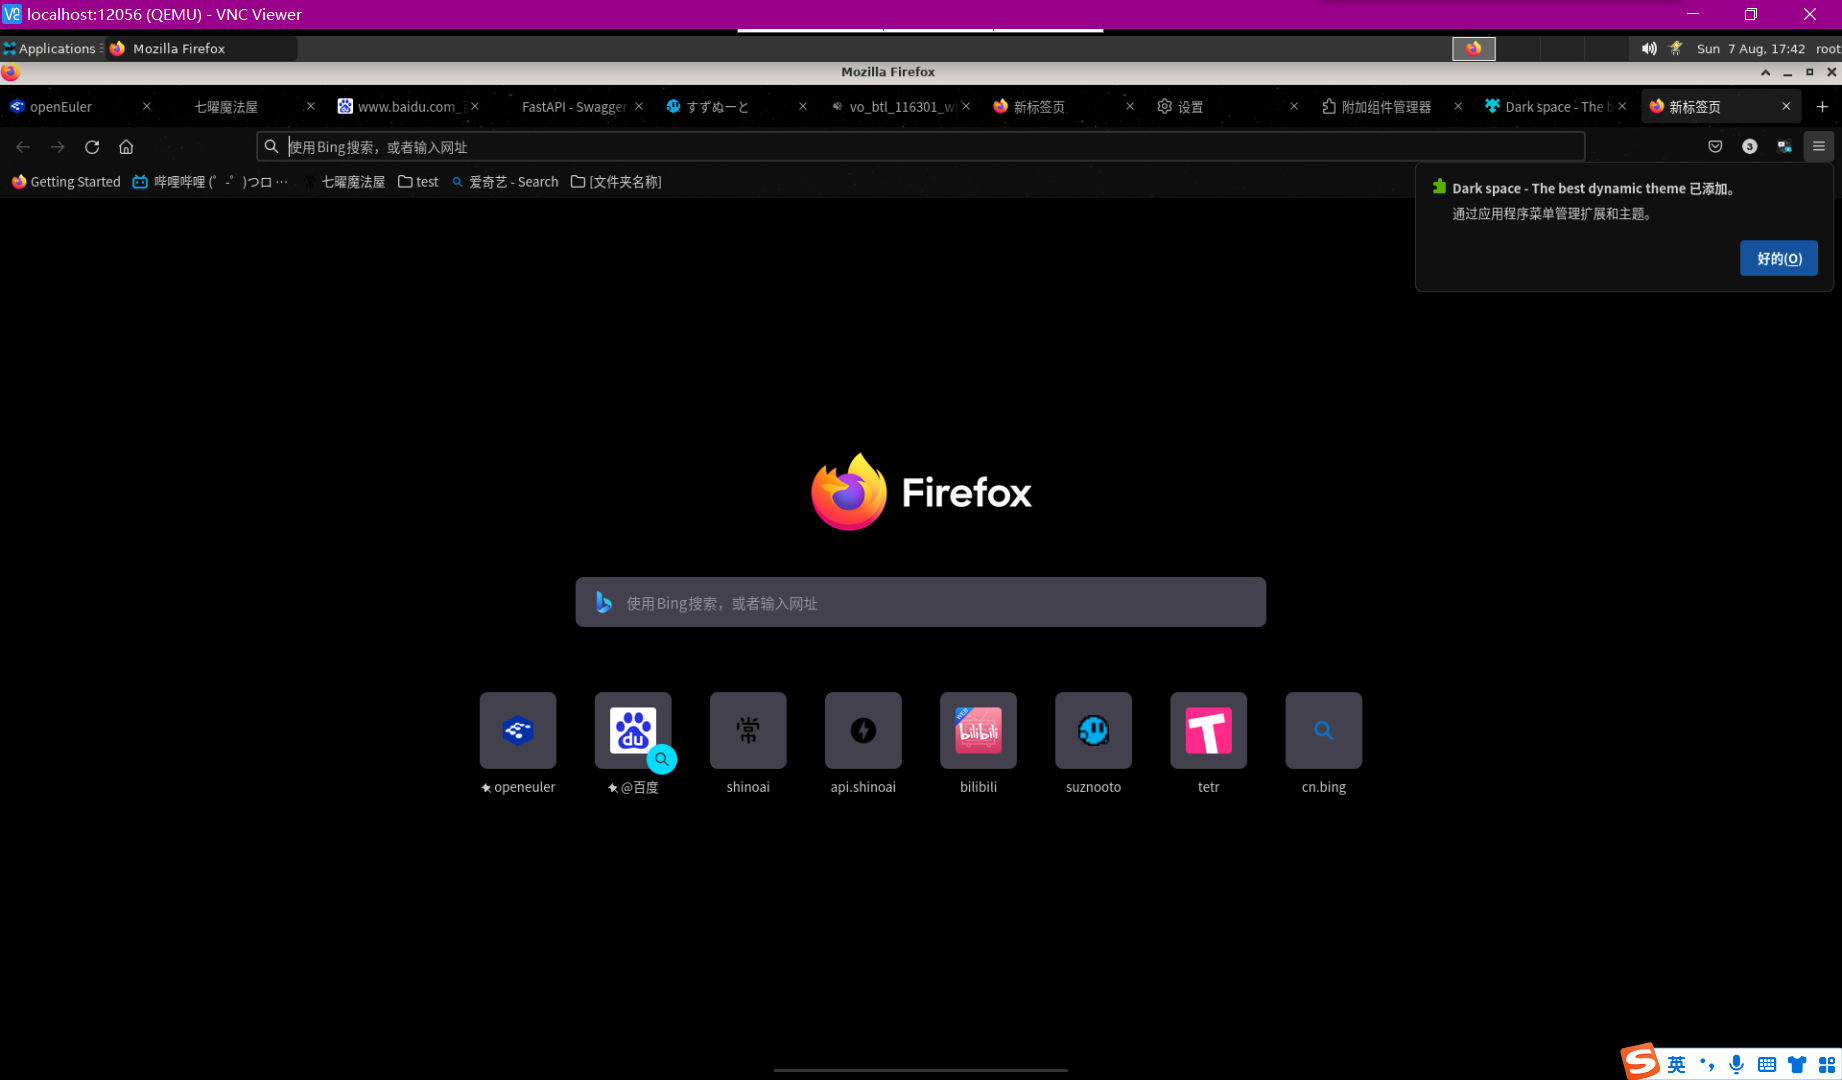 localhost:12056 (QEMU) - VNC Viewer
Applications Mozilla Firefox Sun 7 Aug, 17:42 root
Mozilla Firefox
openEuler 七曜魔法屋 www.baidu.com_ FastAPI - Swagger すずぬーと vo_btl_116301_w 新标签页 设置 附加组件管理器 Dark space - The b 新标签页
使用Bing搜索，或者输入网址 3
Getting Started 哔哩哔哩 (゜-゜)つロ ··· 七曜魔法屋 test 爱奇艺 - Search [文件夹名称]
Dark space - The best dynamic theme 已添加。
通过应用程序菜单管理扩展和主题。
好的(O)
Firefox
使用Bing搜索，或者输入网址
du 常 WEB bilibili T
openeuler @百度 shinoai api.shinoai bilibili suznooto tetr cn.bing
英